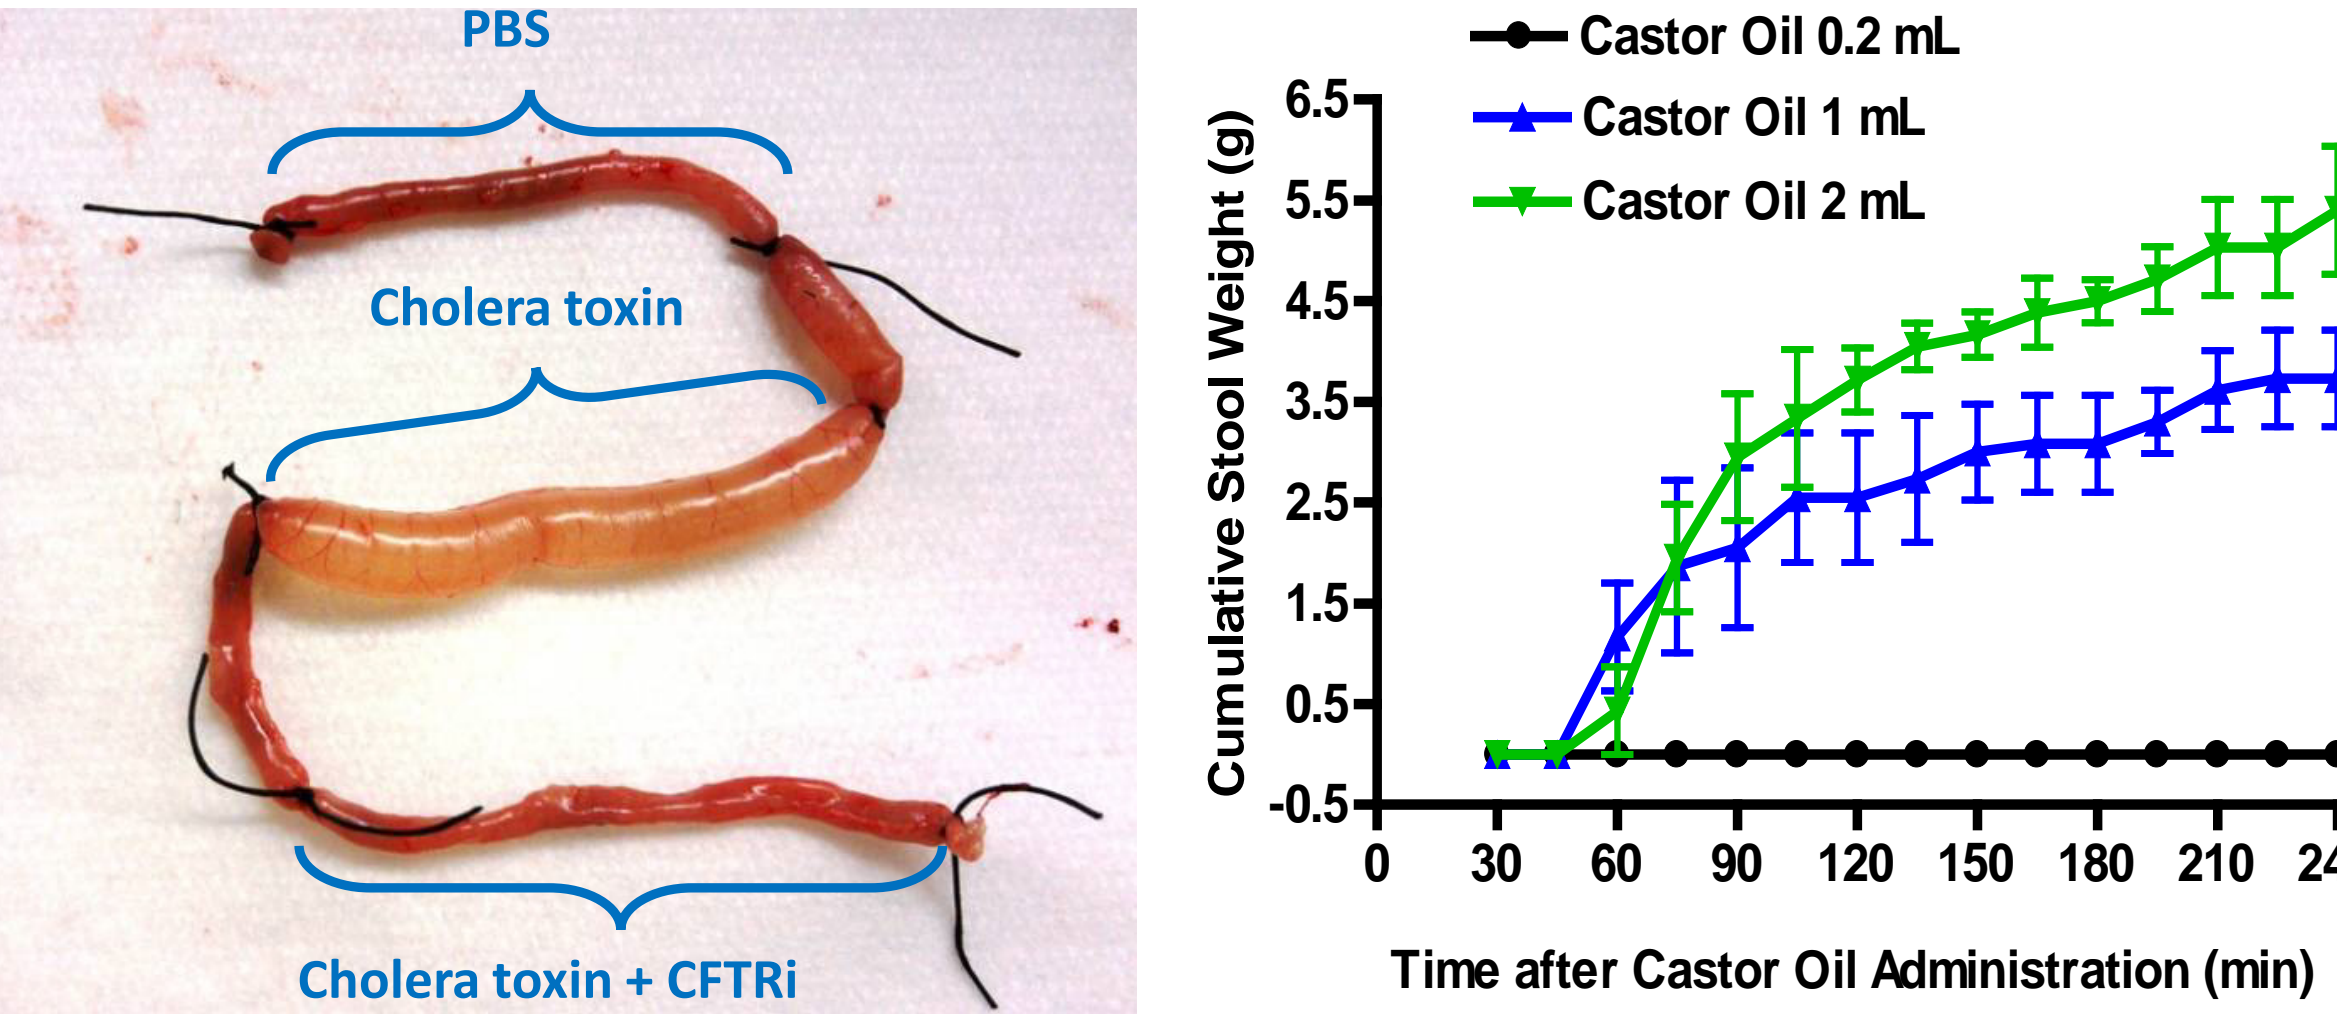 PBS
Cholera toxin
Cholera toxin + CFTRi
Castor Oil 0.2 mL
Castor Oil 1 mL
Castor Oil 2 mL
Cumulative Stool Weight (g)
6.5
5.5
4.5
3.5
2.5
1.5
0.5
-0.5
0 30 60 90 120 150 180 210 24
Time after Castor Oil Administration (min)